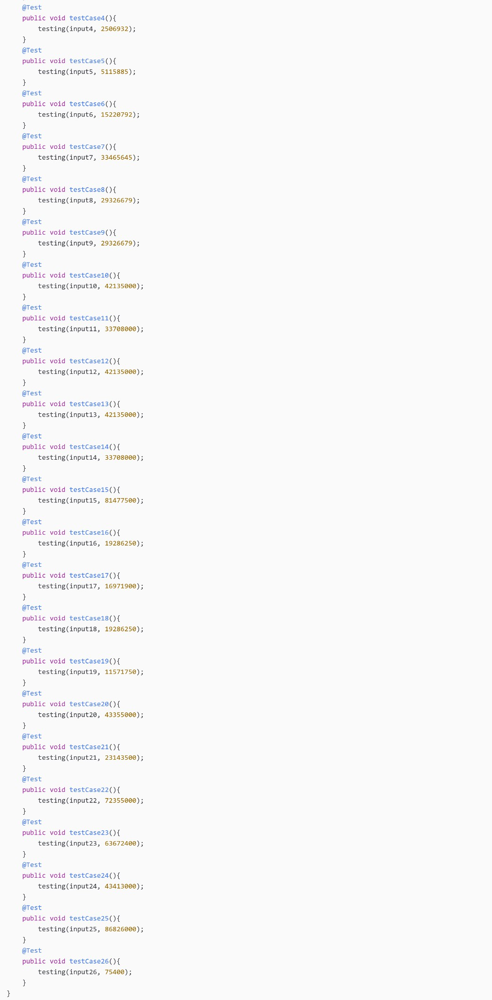 @Test
public void testCase4(){
testing(input4, 2506932);
}
@Test
public void testCase5(){
testing(input5, 5115885);
}
@Test
public void testCase6(){
testing(input6, 15220792);
}
@Test
public void testCase7(){
testing(input7, 33465645);
}
@Test
public void testCase8(){
testing(input8, 29326679);
}
@Test
public void testCase9(){
testing(input9, 29326679);
}
@Test
public void testCase10(){
testing(input10, 42135000);
}
@Test
public void testCase11(){
testing(input11, 33708000);
}
@Test
public void testCase12(){
testing(input12, 42135000);
}
@Test
public void testCase13(){
testing(input13, 42135000);
}
@Test
public void testCase14(){
testing(input14, 33708000);
}
@Test
public void testCase15(){
testing(input15, 81477500);
}
@Test
public void testCase16(){
testing(input16, 19286250);
}
@Test
public void testCase17(){
testing(input17, 16971900);
}
@Test
public void testCase18(){
testing(input18, 19286250);
}
@Test
public void testCase19(){
testing(input19, 11571750);
}
@Test
public void testCase20(){
testing(input20, 43355000);
}
@Test
public void testCase21(){
testing(input21, 23143500);
}
@Test
public void testCase22(){
testing(input22, 72355000);
}
@Test
public void testCase23(){
testing(input23, 63672400);
}
@Test
public void testCase24(){
testing(input24, 43413000);
}
@Test
public void testCase25(){
testing(input25, 86826000);
}
@Test
public void testCase26(){
testing(input26, 75400);
}
}